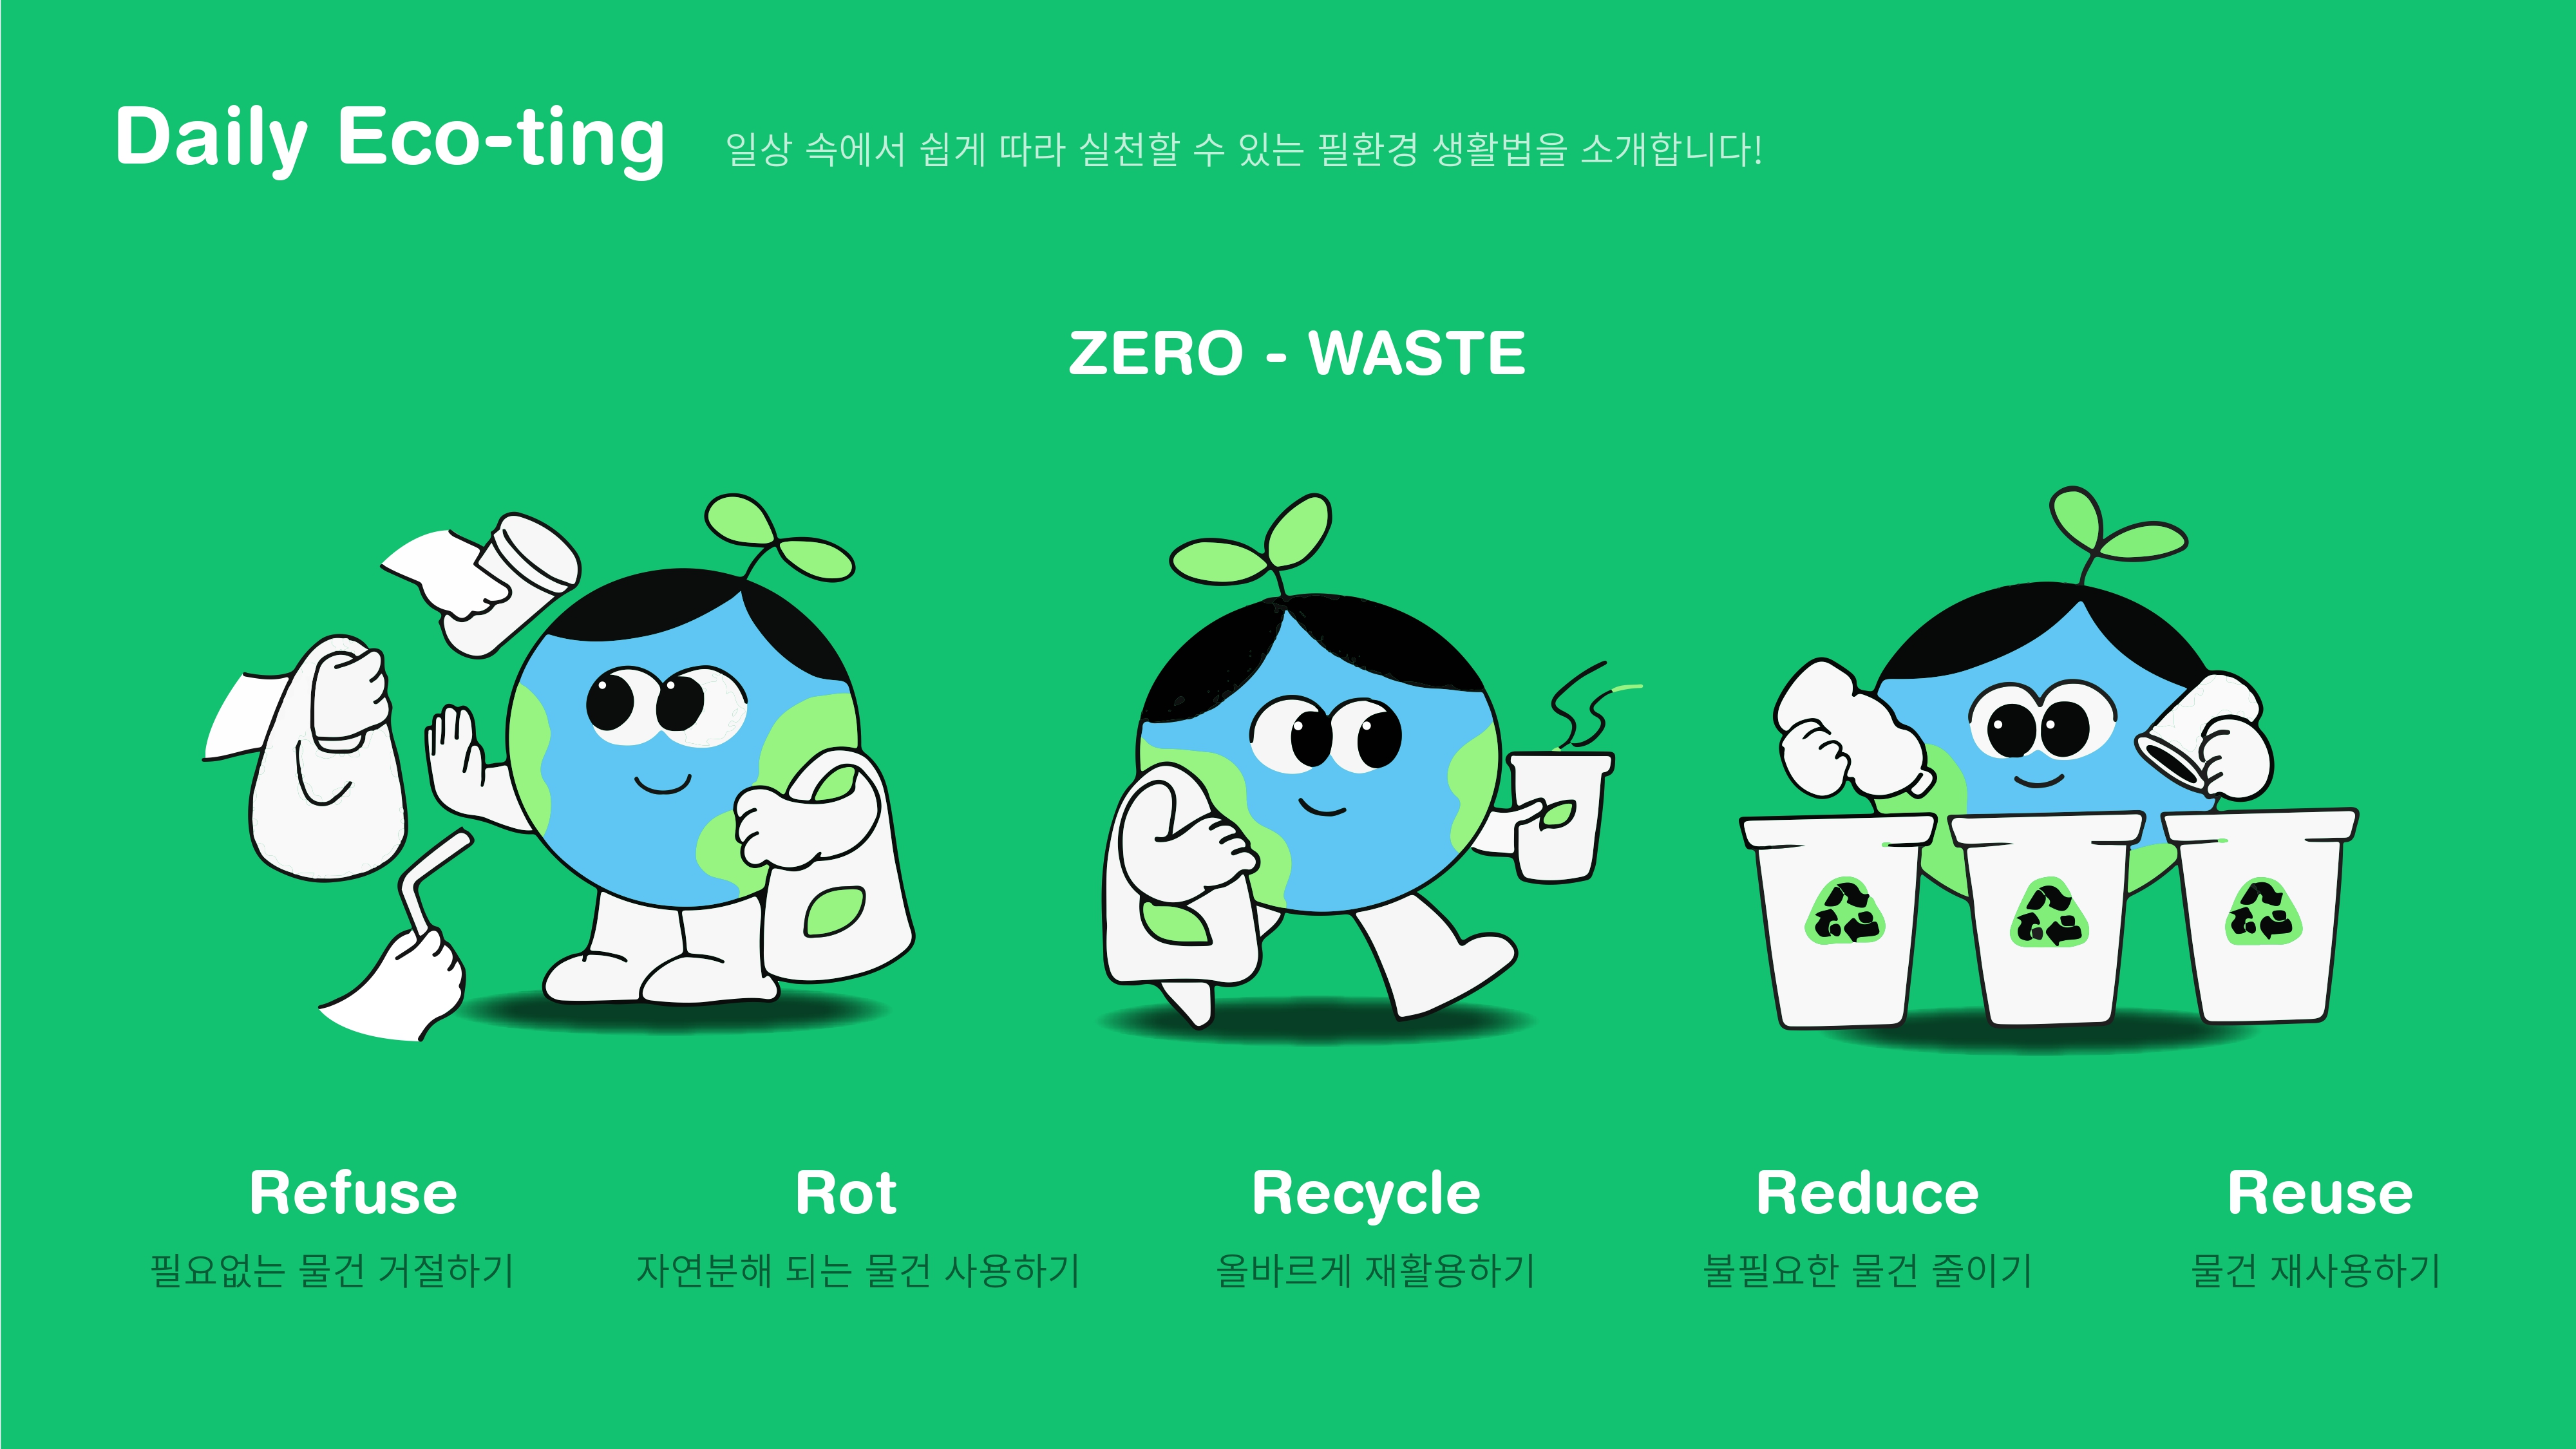 Daily Eco-ting
일상 속에서 쉽게 따라 실천할 수 있는 필환경 생활법을 소개합니다!
ZERO - WASTE
Refuse
필요없는 물건 거절하기
Rot
자연분해 되는 물건 사용하기
Recycle
올바르게 재활용하기
Reduce
불필요한 물건 줄이기
Reuse
물건 재사용하기